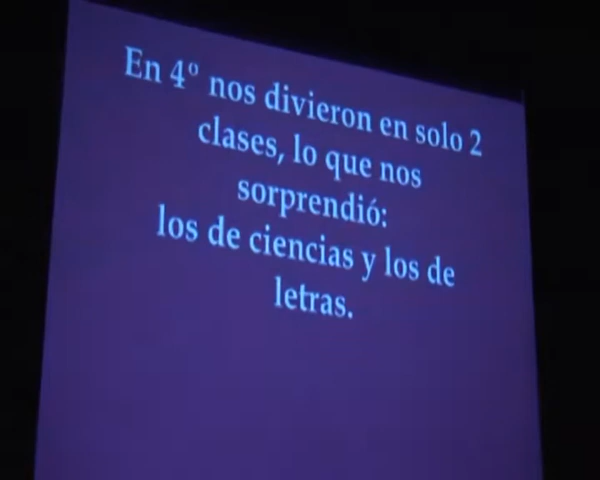 En 4º nos divieron en solo 2
clases, lo que nos
sorprendió:
los de ciencias y los de
letras.